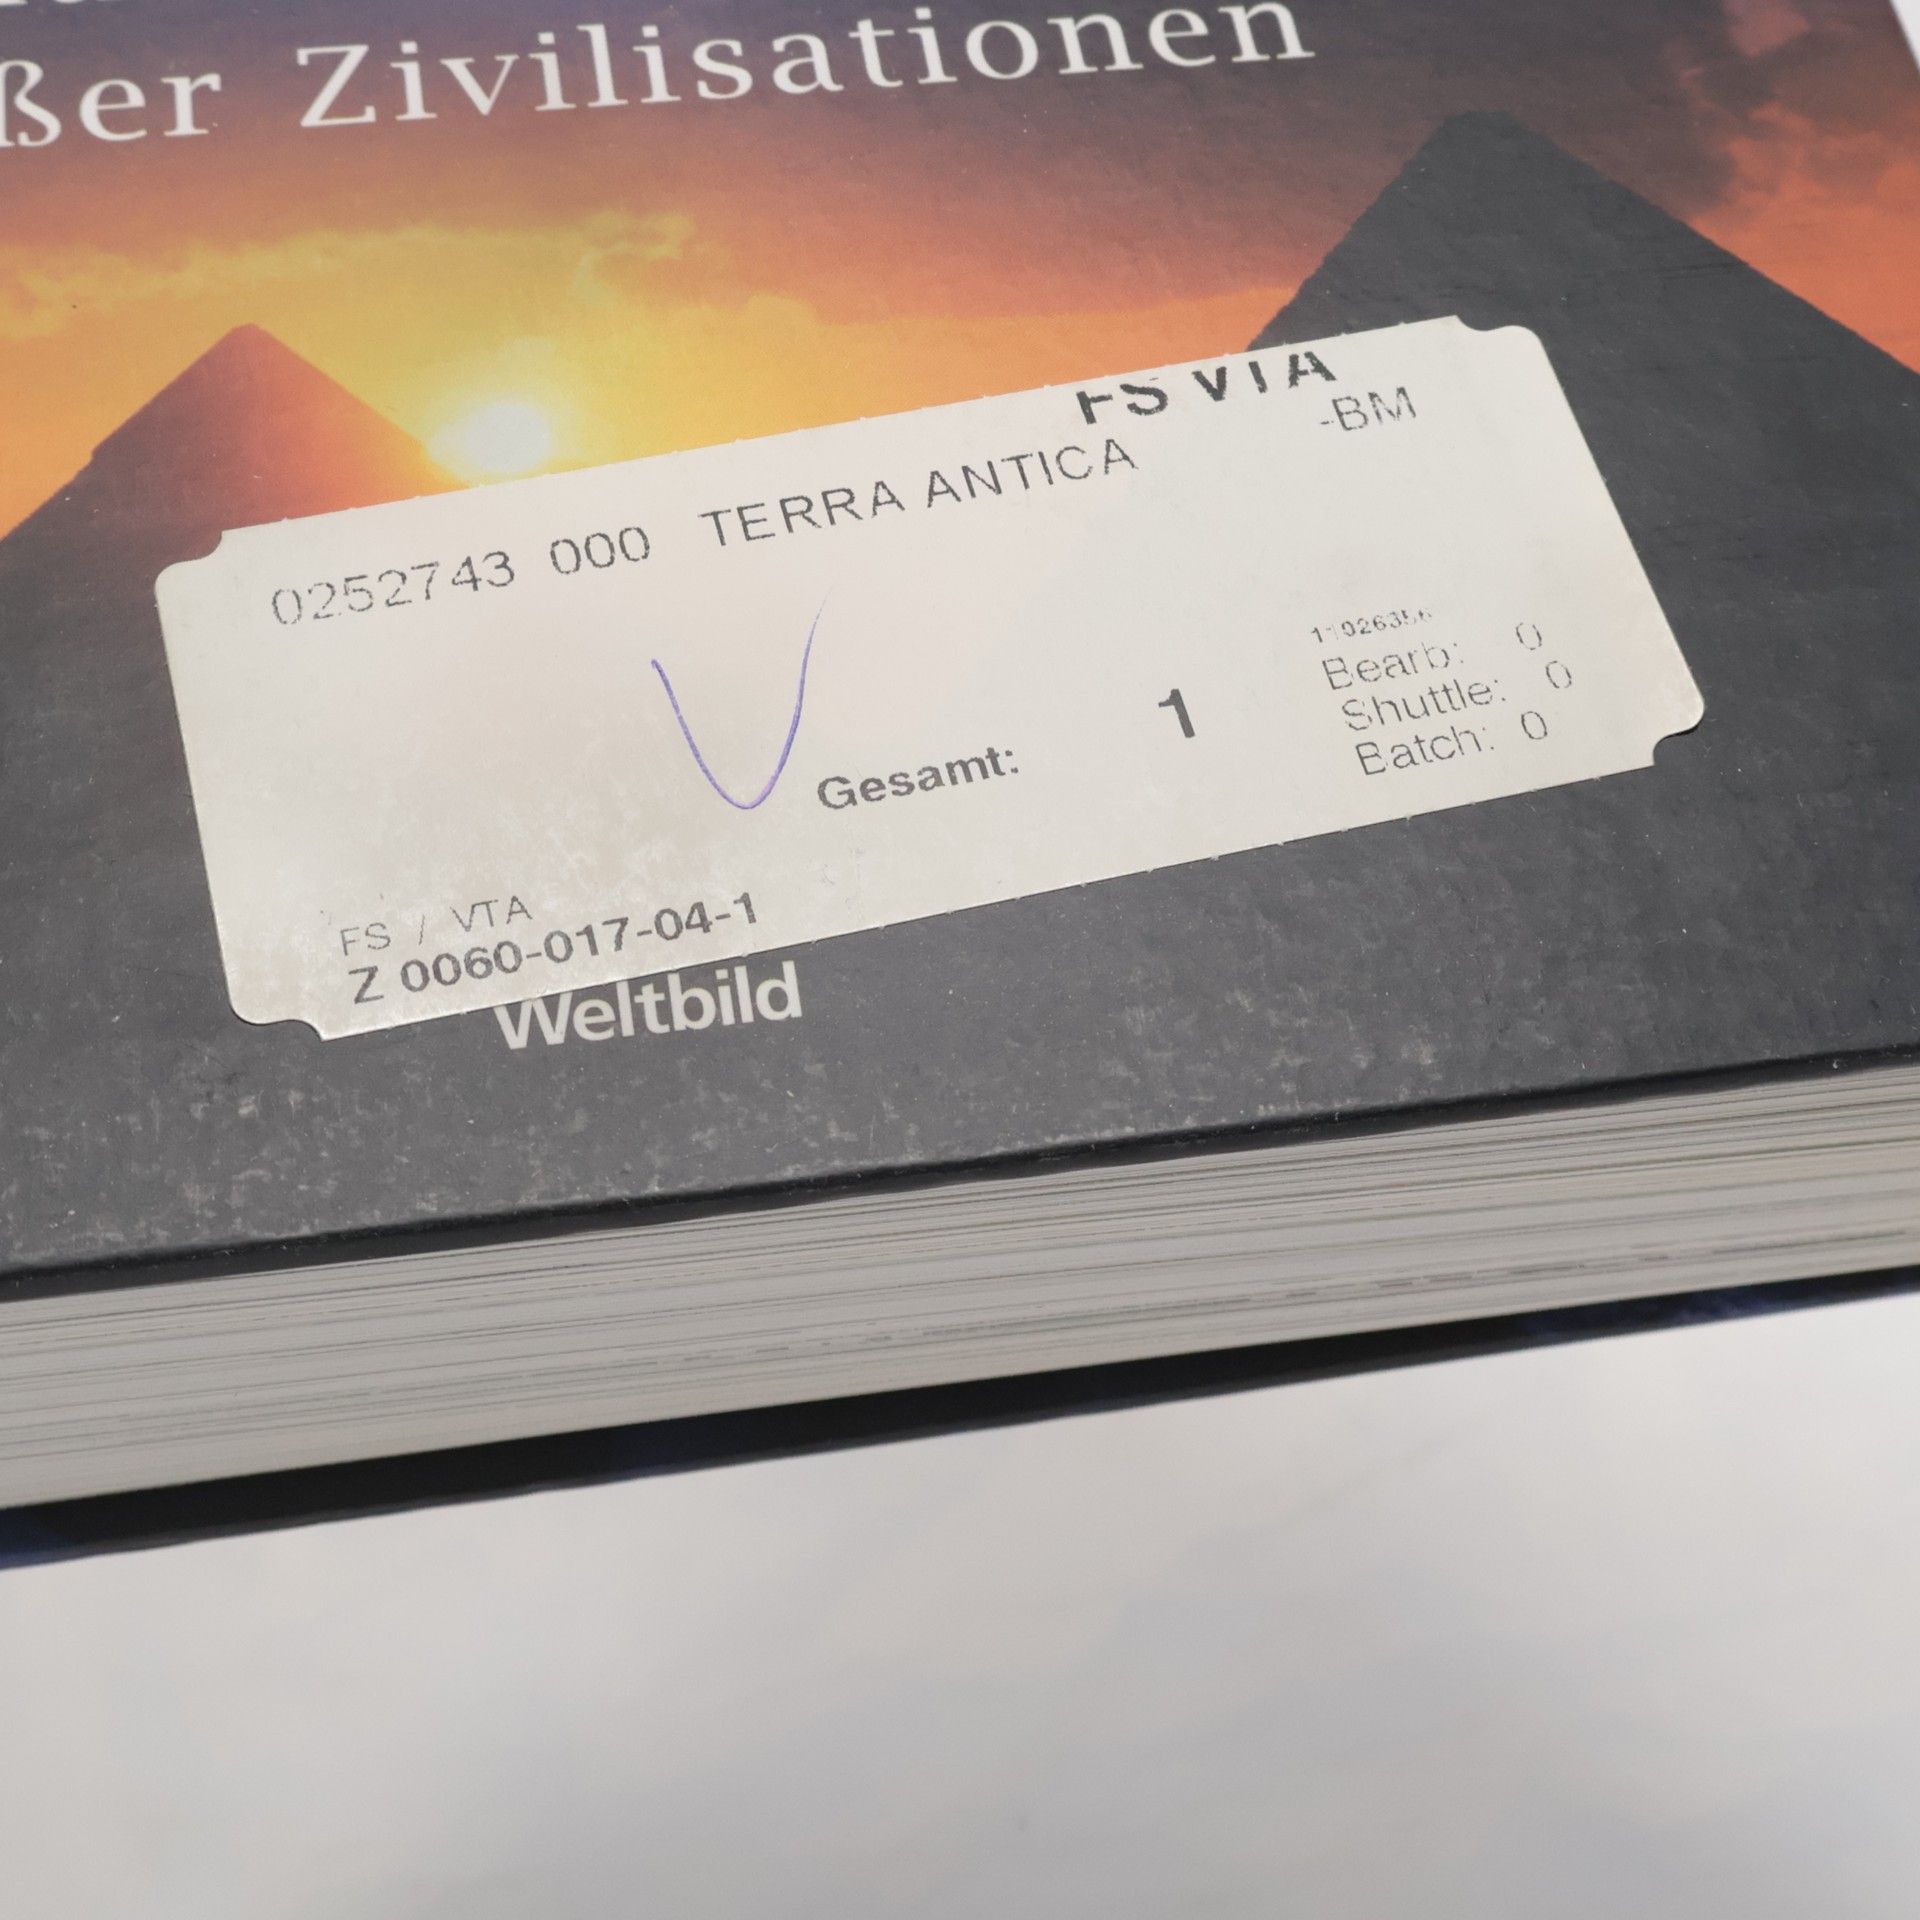 ßer Zivilisationen
FS VTA
-BM
0252743 000 TERRA ANTICA
Bearb: 0
Shuttle: 0
Batch: 0
Gesamt: 1
FS / VTA
Z 0060-017-04-1
Weltbild